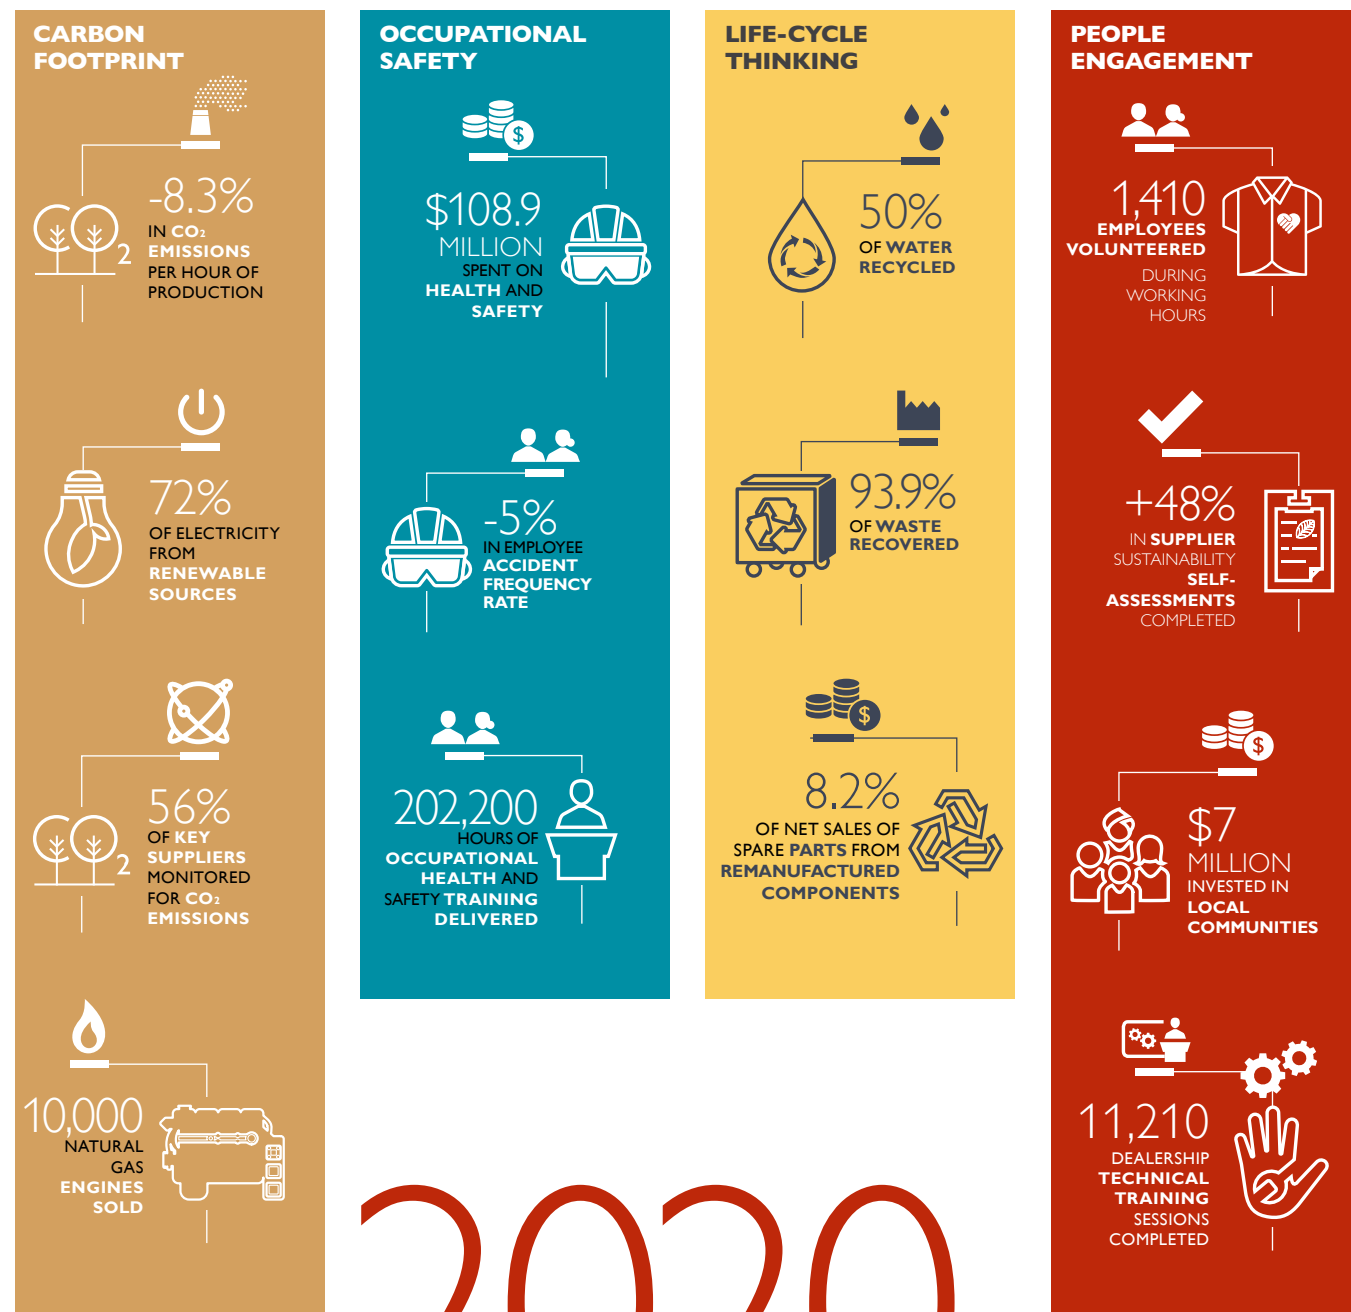 CARBON
FOOTPRINT
-8.3%
IN CO₂
EMISSIONS
PER HOUR OF
PRODUCTION
2
72%
OF ELECTRICITY
FROM
RENEWABLE
SOURCES
56%
OF KEY
SUPPLIERS
MONITORED
FOR CO₂
EMISSIONS
2
10,000
NATURAL
GAS
ENGINES
SOLD
OCCUPATIONAL
SAFETY
$
$108.9
MILLION
SPENT ON
HEALTH AND
SAFETY
-5%
IN EMPLOYEE
ACCIDENT
FREQUENCY
RATE
202,200
HOURS OF
OCCUPATIONAL
HEALTH AND
SAFETY TRAINING
DELIVERED
LIFE-CYCLE
THINKING
50%
OF WATER
RECYCLED
93.9%
OF WASTE
RECOVERED
$
8.2%
OF NET SALES OF
SPARE PARTS FROM
REMANUFACTURED
COMPONENTS
PEOPLE
ENGAGEMENT
1,410
EMPLOYEES
VOLUNTEERED
DURING
WORKING
HOURS
+48%
IN SUPPLIER
SUSTAINABILITY
SELF-
ASSESSMENTS
COMPLETED
$
$7
MILLION
INVESTED IN
LOCAL
COMMUNITIES
11,210
DEALERSHIP
TECHNICAL
TRAINING
SESSIONS
COMPLETED
2020